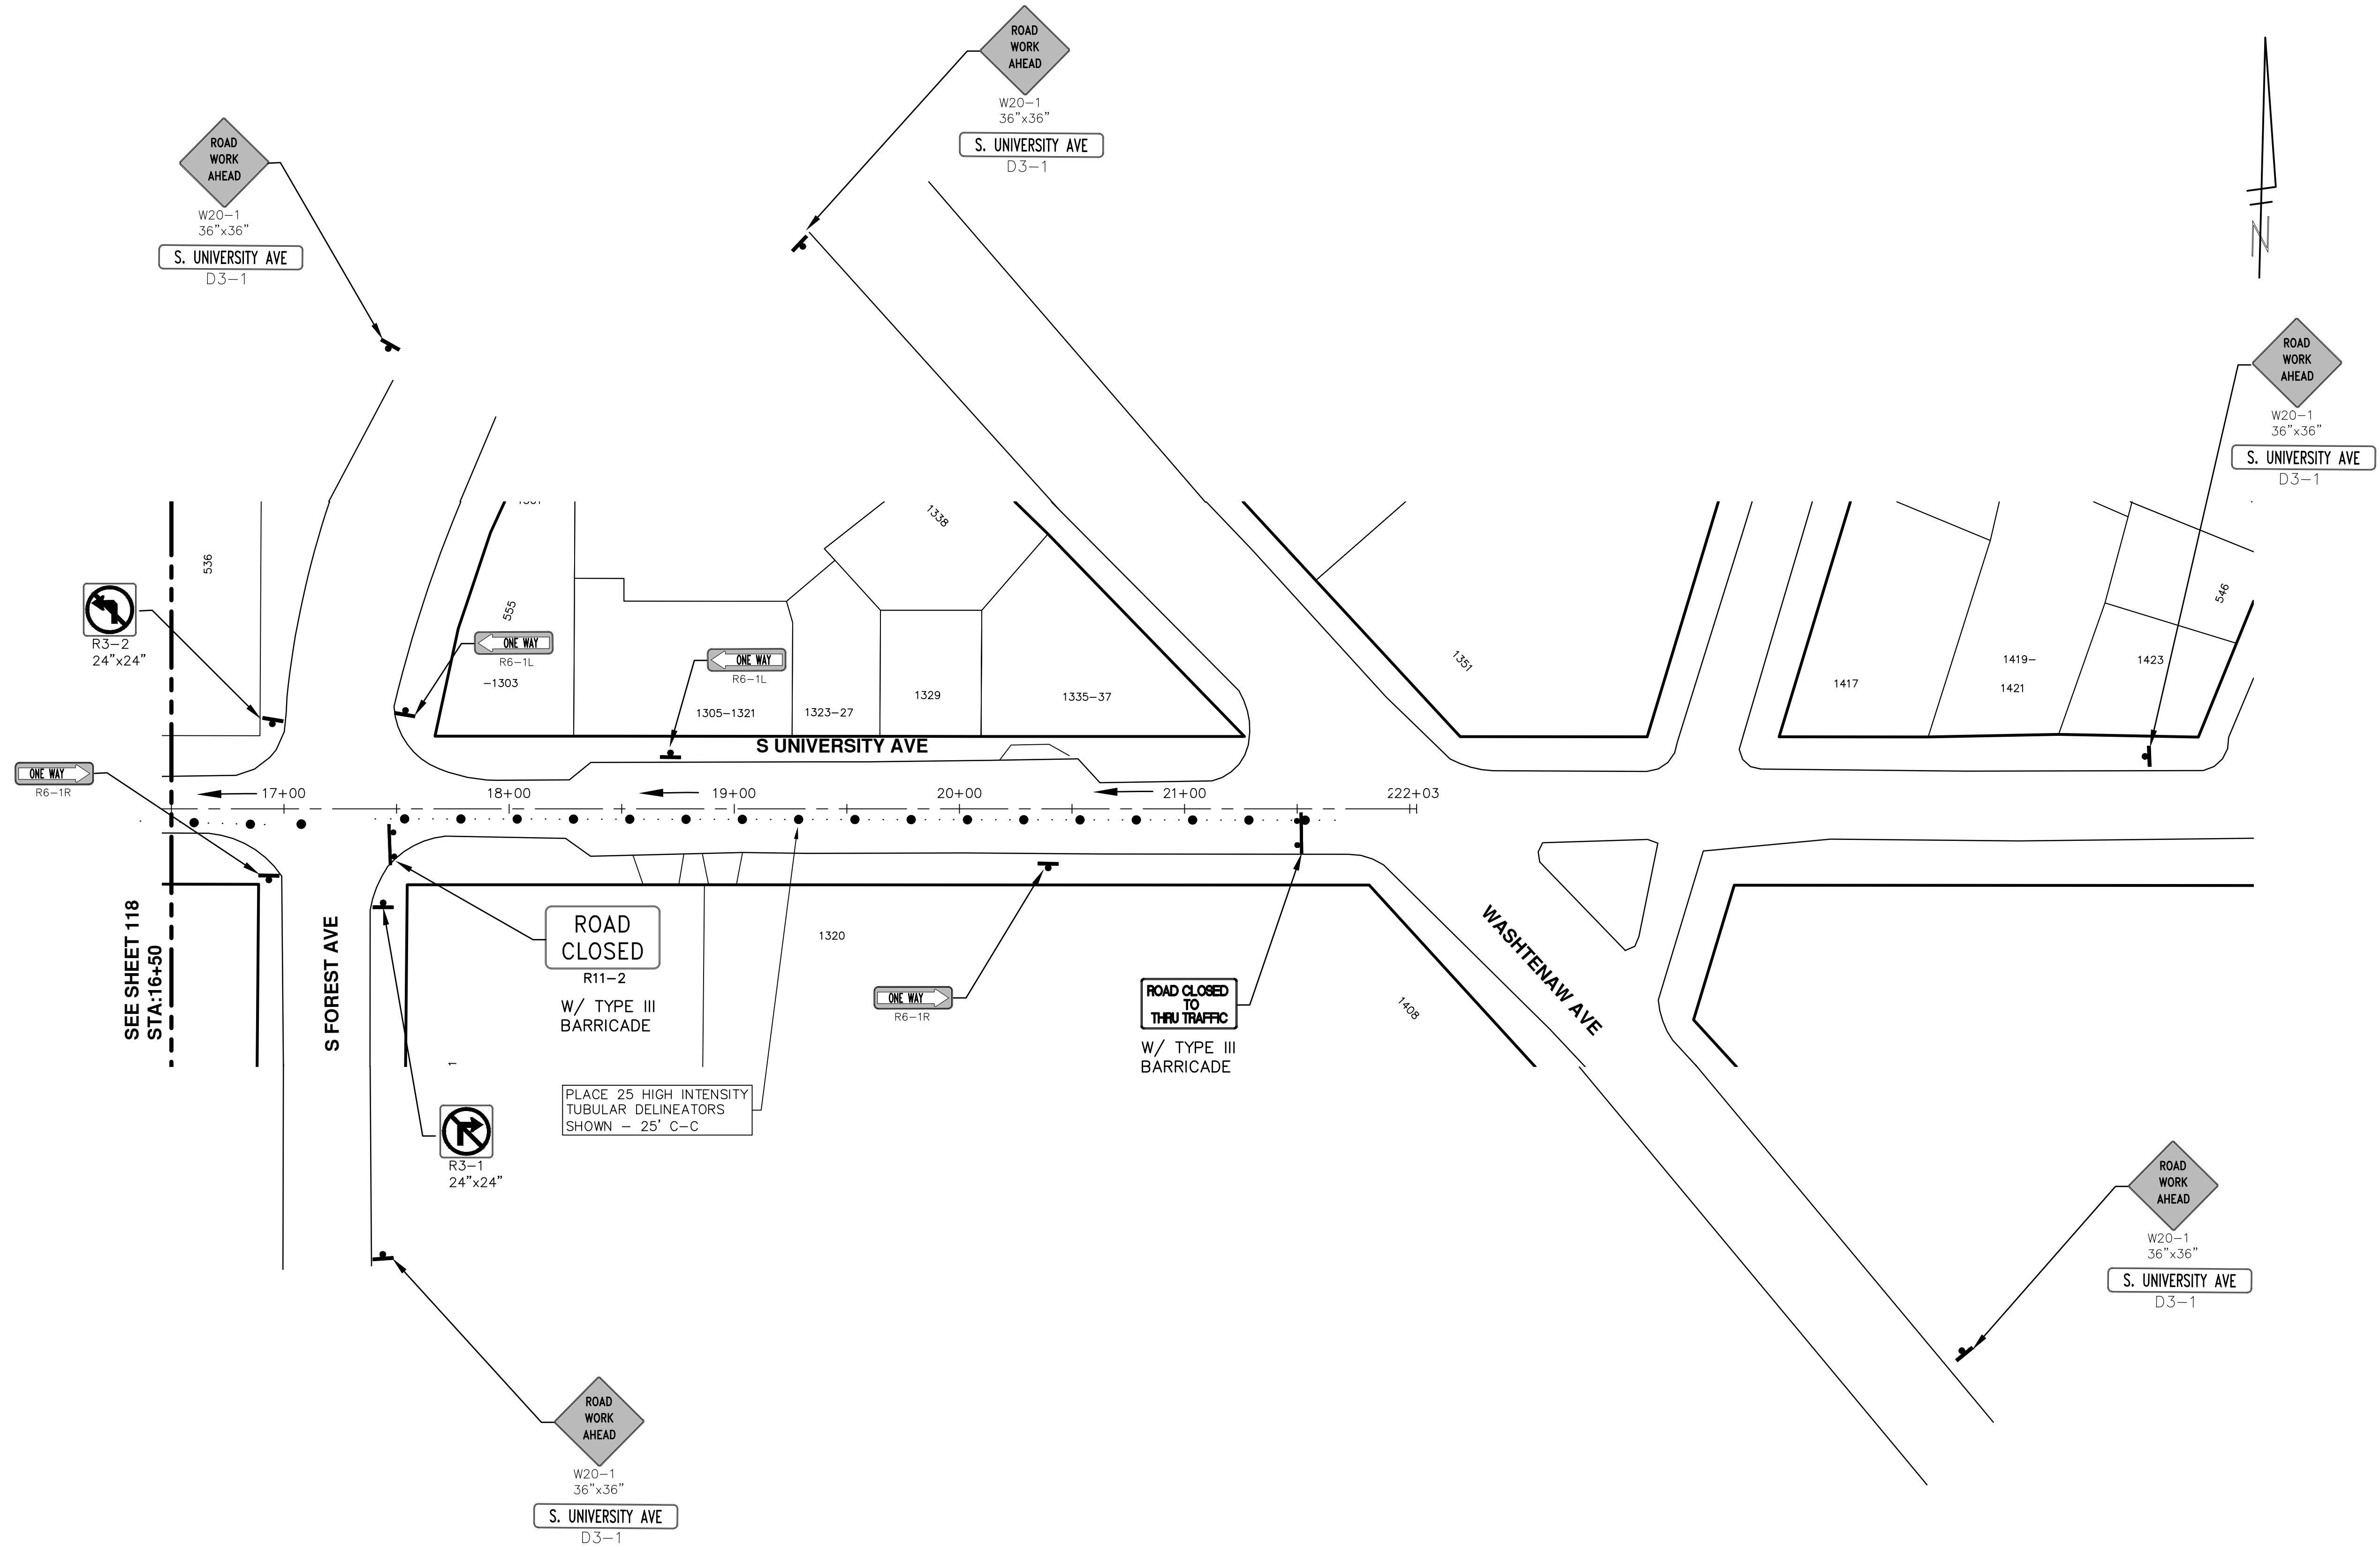 ROAD
WORK
AHEAD
W20-1
36"x36"
S. UNIVERSITY AVE
D3-1
ROAD
WORK
AHEAD
W20-1
36"x36"
S. UNIVERSITY AVE
D3-1
N
ROAD
WORK
AHEAD
W20-1
36"x36"
S. UNIVERSITY AVE
D3-1
536
R3-2
24"x24"
555
-1303
ONE WAY
R6-1L
ONE WAY
R6-1L
1338
1305-1321
1323-27
1329
1335-37
1351
1417
1419-
1421
1423
546
S UNIVERSITY AVE
ONE WAY
R6-1R
17+00
18+00
19+00
20+00
21+00
222+03
SEE SHEET 118
STA:16+50
S FOREST AVE
ROAD
CLOSED
R11-2
W/ TYPE III
BARRICADE
1320
ONE WAY
R6-1R
ROAD CLOSED
TO
THRU TRAFFIC
W/ TYPE III
BARRICADE
1408
WASHTENAW AVE
1
PLACE 25 HIGH INTENSITY
TUBULAR DELINEATORS
SHOWN - 25' C-C
R3-1
24"x24"
ROAD
WORK
AHEAD
W20-1
36"x36"
S. UNIVERSITY AVE
D3-1
ROAD
WORK
AHEAD
W20-1
36"x36"
S. UNIVERSITY AVE
D3-1